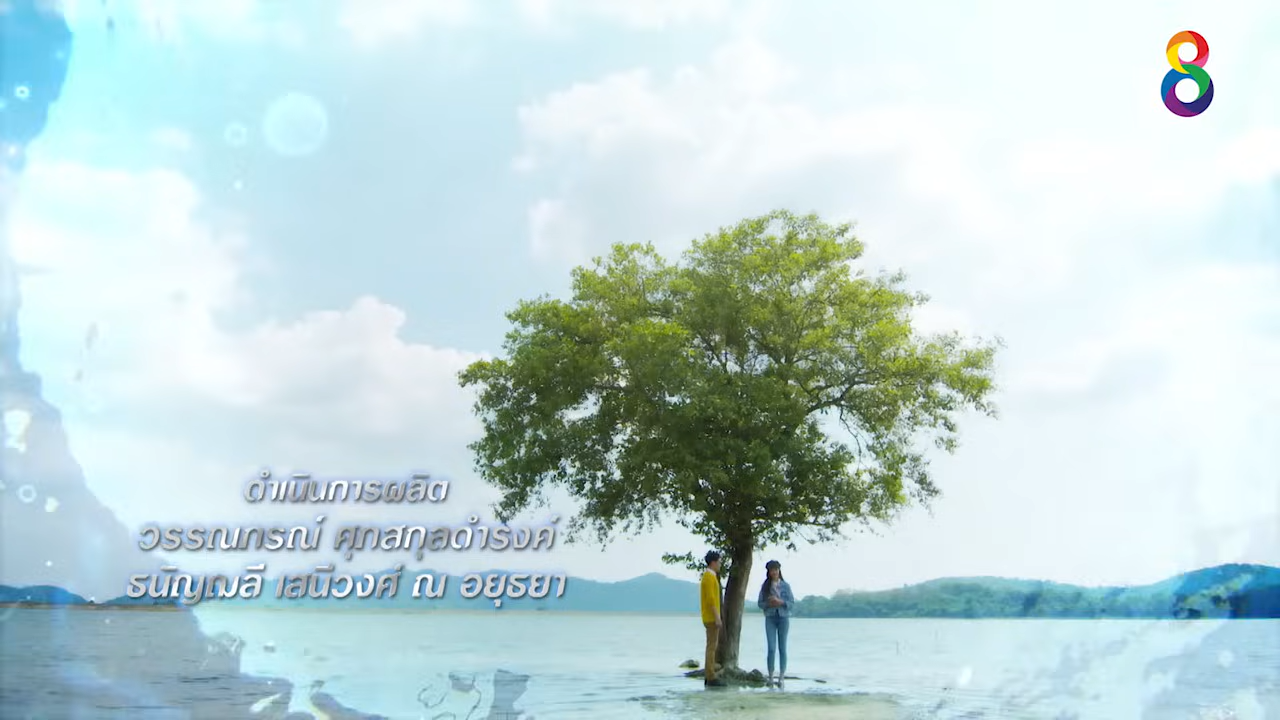 8
ดำเนินการผลิต
วรรณภรณ์ ศุภสกุลดำรงค์
ธนัญฌลี เสนีวงศ์ ณ อยุธยา